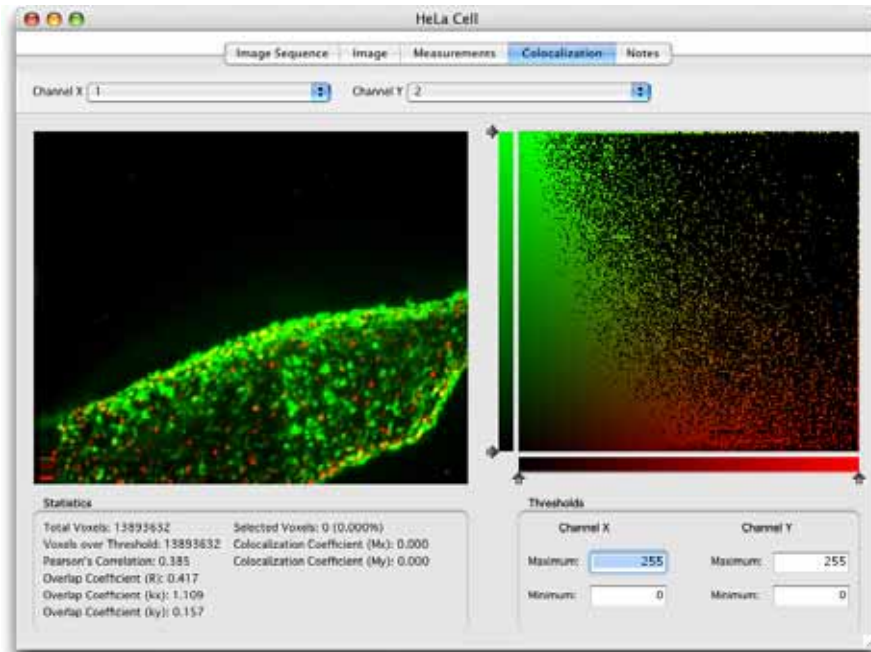 HeLa Cell
Image Sequence Image Measurements Colocalization Notes
Channel X 1 Channel Y 2
Statistics
Total Voxels: 13893632 Selected Voxels: 0 (0.000%)
Voxels over Threshold: 13893632 Colocalization Coefficient (Mx): 0.000
Pearson's Correlation: 0.385 Colocalization Coefficient (My): 0.000
Overlap Coefficient (R): 0.417
Overlap Coefficient (kx): 1.109
Overlap Coefficient (ky): 0.157
Thresholds
Channel X Channel Y
Maximum: 255 Maximum: 255
Minimum: 0 Minimum: 0